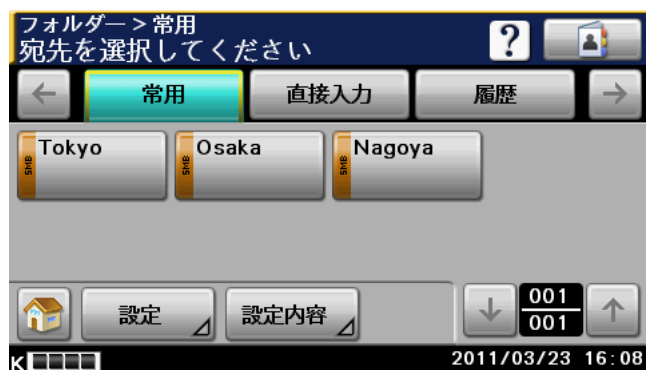 フォルダー＞常用
宛先を選択してください
?
← 常用 直接入力 履歴 →
SMB Tokyo SMB Osaka SMB Nagoya
設定 設定内容 ↓ 001 ↑
001
K 2011/03/23 16:08